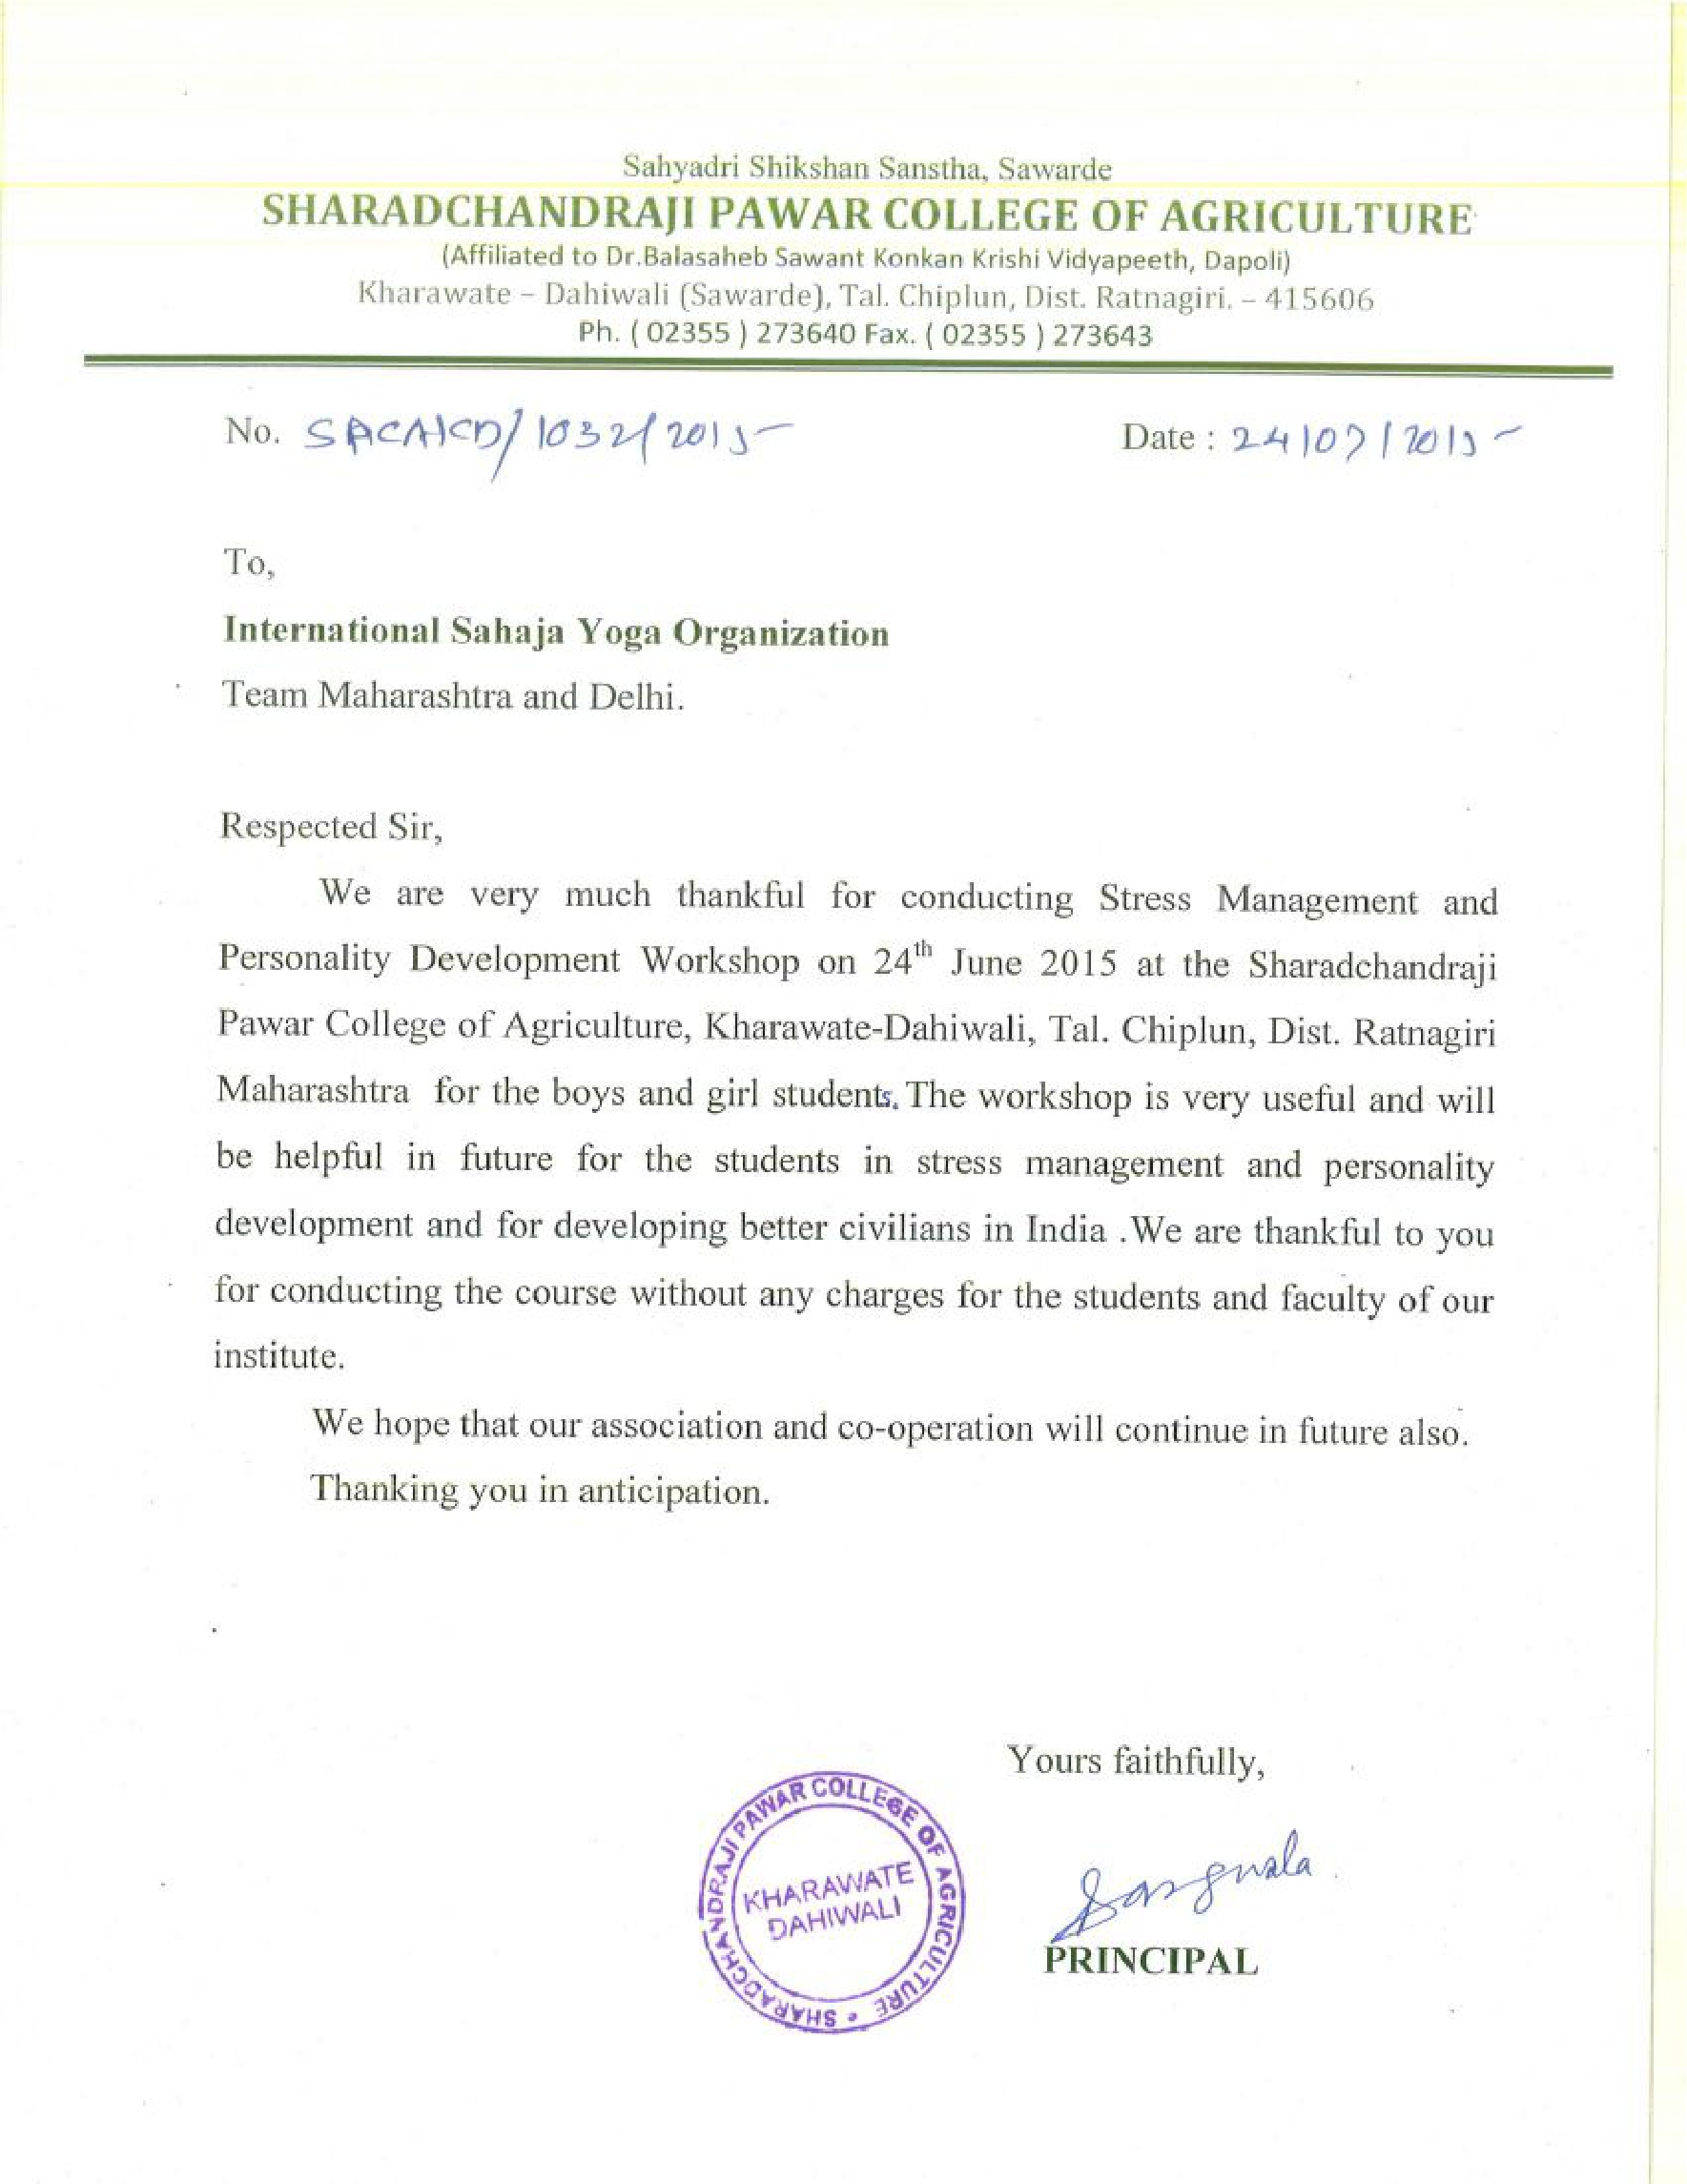 Sahyadri Shikshan Sanstha, Sawarde
SHARADCHANDRAJI PAWAR COLLEGE OF AGRICULTURE
(Affiliated to Dr.Balasaheb Sawant Konkan Krishi Vidyapeeth, Dapoli)
Kharawate – Dahiwali (Sawarde), Tal. Chiplun, Dist. Ratnagiri. – 415606
Ph. ( 02355 ) 273640 Fax. ( 02355 ) 273643
No. /1032/2015 Date : 24/07/2015
To,
International Sahaja Yoga Organization
Team Maharashtra and Delhi.
Respected Sir,
We are very much thankful for conducting Stress Management and
Personality Development Workshop on 24th June 2015 at the Sharadchandraji
Pawar College of Agriculture, Kharawate-Dahiwali, Tal. Chiplun, Dist. Ratnagiri
Maharashtra for the boys and girl students. The workshop is very useful and will
be helpful in future for the students in stress management and personality
development and for developing better civilians in India .We are thankful to you
for conducting the course without any charges for the students and faculty of our
institute.
We hope that our association and co-operation will continue in future also.
Thanking you in anticipation.
Yours faithfully,
SHARADCHANDRAJI PAWAR COLLEGE OF AGRICULTURE
KHARAWATE
DAHIWALI
PRINCIPAL